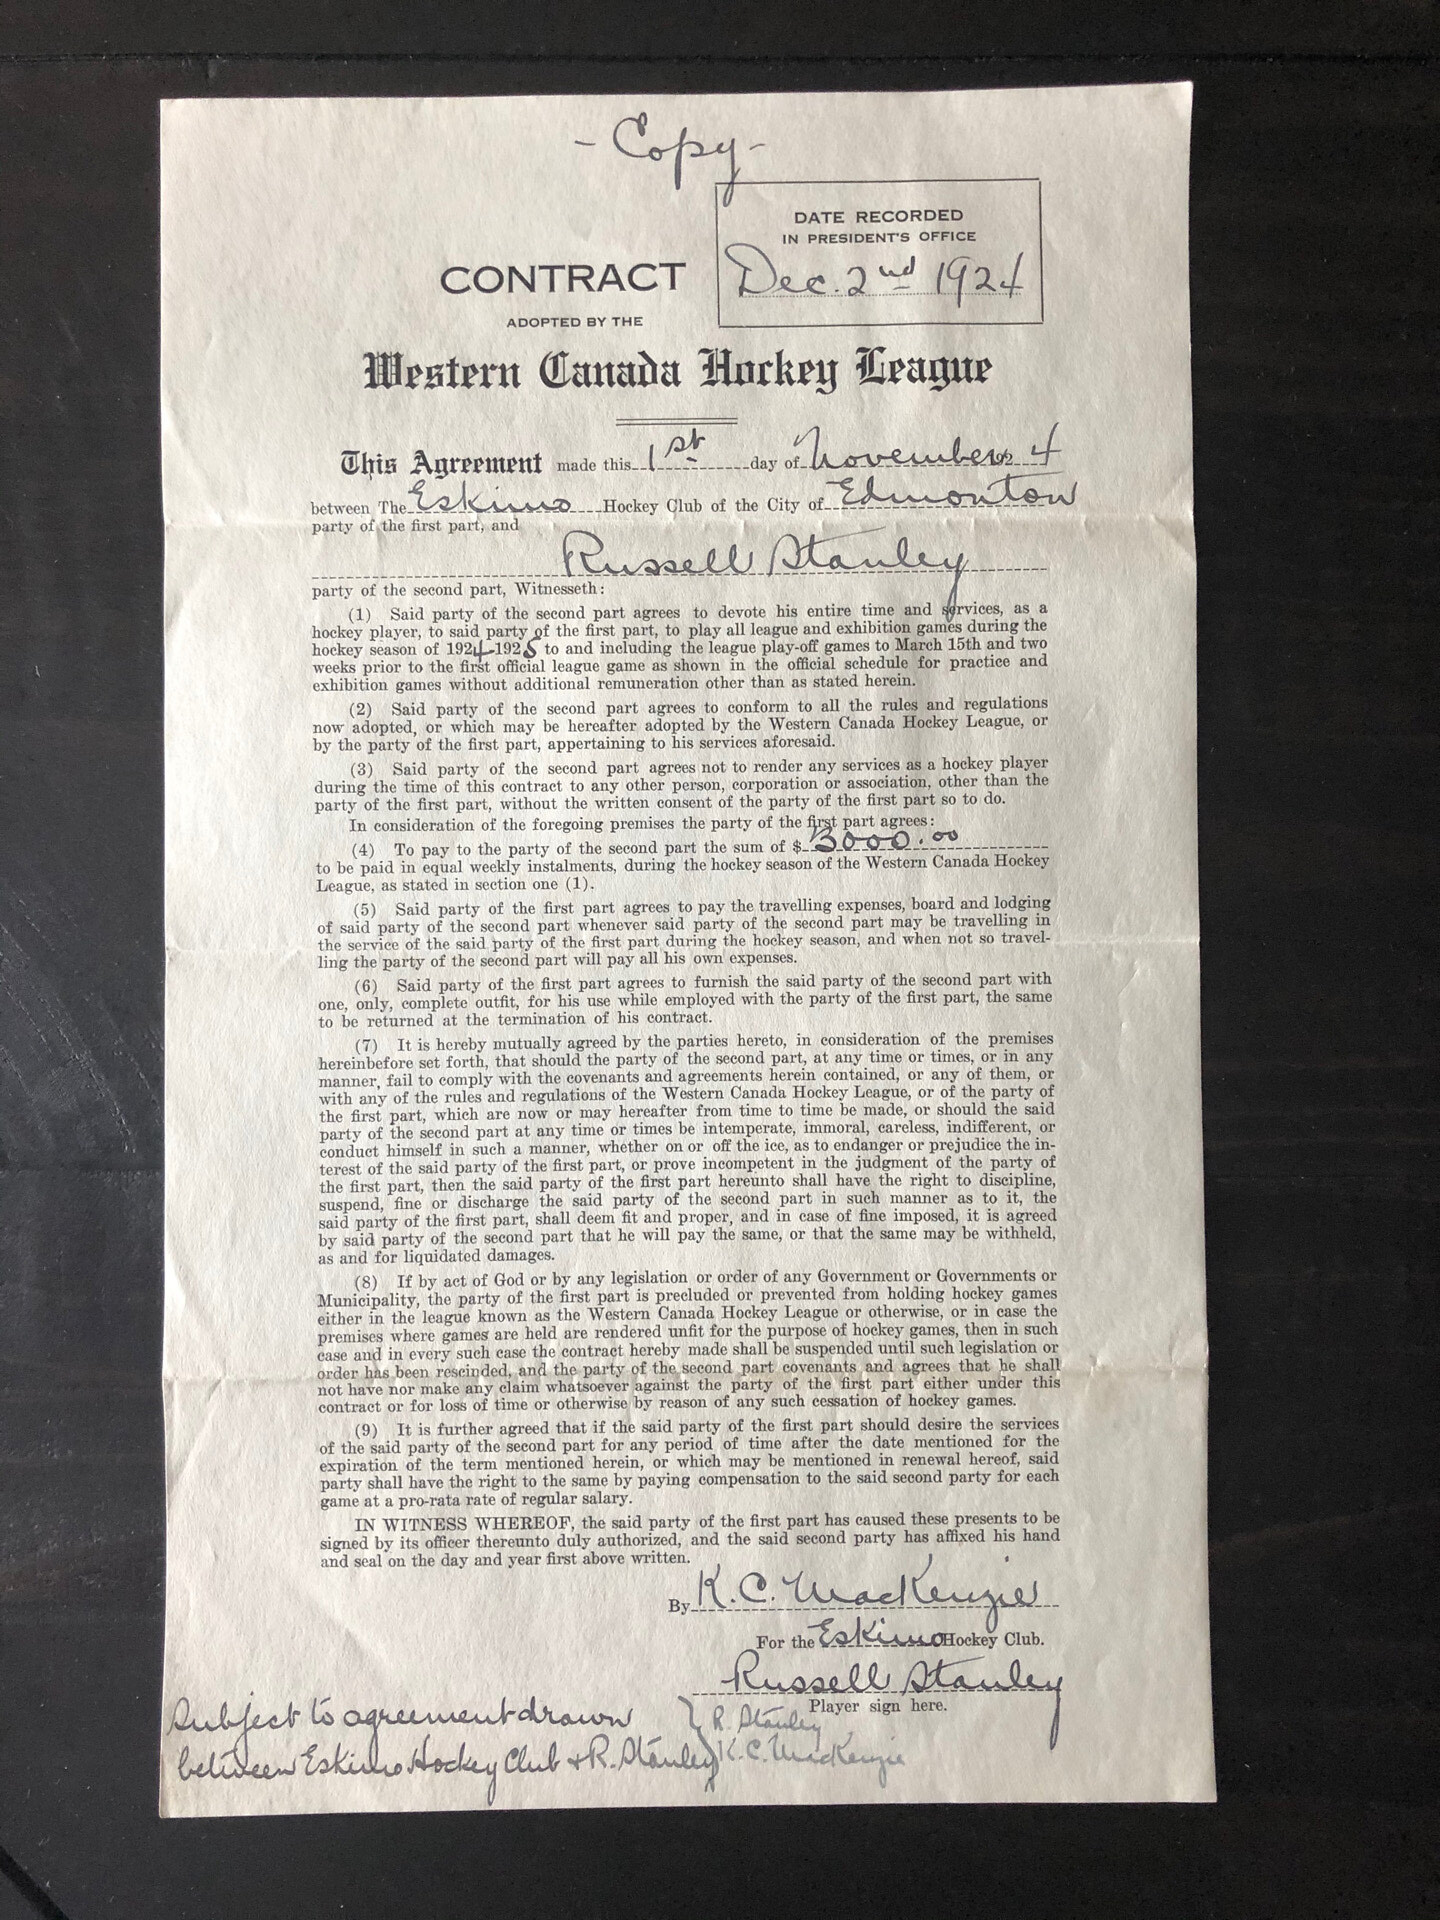 - Copy -
DATE RECORDED
IN PRESIDENT'S OFFICE
Dec. 2nd 1924
CONTRACT
ADOPTED BY THE
Western Canada Hockey League
This Agreement made this 1st day of November 192 4
between The Eskimo Hockey Club of the City of Edmonton
party of the first part, and
Russell Stanley
party of the second part, Witnesseth:
(1) Said party of the second part agrees to devote his entire time and services, as a
hockey player, to said party of the first part, to play all league and exhibition games during the
hockey season of 1924-1925 to and including the league play-off games to March 15th and two
weeks prior to the first official league game as shown in the official schedule for practice and
exhibition games without additional remuneration other than as stated herein.
(2) Said party of the second part agrees to conform to all the rules and regulations
now adopted, or which may be hereafter adopted by the Western Canada Hockey League, or
by the party of the first part, appertaining to his services aforesaid.
(3) Said party of the second part agrees not to render any services as a hockey player
during the time of this contract to any other person, corporation or association, other than the
party of the first part, without the written consent of the party of the first part so to do.
In consideration of the foregoing premises the party of the first part agrees:
(4) To pay to the party of the second part the sum of $ 3000.00
to be paid in equal weekly instalments, during the hockey season of the Western Canada Hockey
League, as stated in section one (1).
(5) Said party of the first part agrees to pay the travelling expenses, board and lodging
of said party of the second part whenever said party of the second part may be travelling in
the service of the said party of the first part during the hockey season, and when not so travel-
ling the party of the second part will pay all his own expenses.
(6) Said party of the first part agrees to furnish the said party of the second part with
one, only, complete outfit, for his use while employed with the party of the first part, the same
to be returned at the termination of his contract.
(7) It is hereby mutually agreed by the parties hereto, in consideration of the premises
hereinbefore set forth, that should the party of the second part, at any time or times, or in any
manner, fail to comply with the covenants and agreements herein contained, or any of them, or
with any of the rules and regulations of the Western Canada Hockey League, or of the party of
the first part, which are now or may hereafter from time to time be made, or should the said
party of the second part at any time or times be intemperate, immoral, careless, indifferent, or
conduct himself in such a manner, whether on or off the ice, as to endanger or prejudice the in-
terest of the said party of the first part, or prove incompetent in the judgment of the party of
the first part, then the said party of the first part hereunto shall have the right to discipline,
suspend, fine or discharge the said party of the second part in such manner as to it, the
said party of the first part, shall deem fit and proper, and in case of fine imposed, it is agreed
by said party of the second part that he will pay the same, or that the same may be withheld,
as and for liquidated damages.
(8) If by act of God or by any legislation or order of any Government or Governments or
Municipality, the party of the first part is precluded or prevented from holding hockey games
either in the league known as the Western Canada Hockey League or otherwise, or in case the
premises where games are held are rendered unfit for the purpose of hockey games, then in such
case and in every such case the contract hereby made shall be suspended until such legislation or
order has been rescinded, and the party of the second part covenants and agrees that he shall
not have nor make any claim whatsoever against the party of the first part either under this
contract or for loss of time or otherwise by reason of any such cessation of hockey games.
(9) It is further agreed that if the said party of the first part should desire the services
of the said party of the second part for any period of time after the date mentioned for the
expiration of the term mentioned herein, or which may be mentioned in renewal hereof, said
party shall have the right to the same by paying compensation to the said second party for each
game at a pro-rata rate of regular salary.
IN WITNESS WHEREOF, the said party of the first part has caused these presents to be
signed by its officer thereunto duly authorized, and the said second party has affixed his hand
and seal on the day and year first above written.
By K. C. MacKenzie
For the Eskimo Hockey Club.
Russell Stanley
Player sign here.
Subject to agreement drawn } R. Stanley
between Eskimo Hockey Club & R. Stanley } K. C. MacKenzie